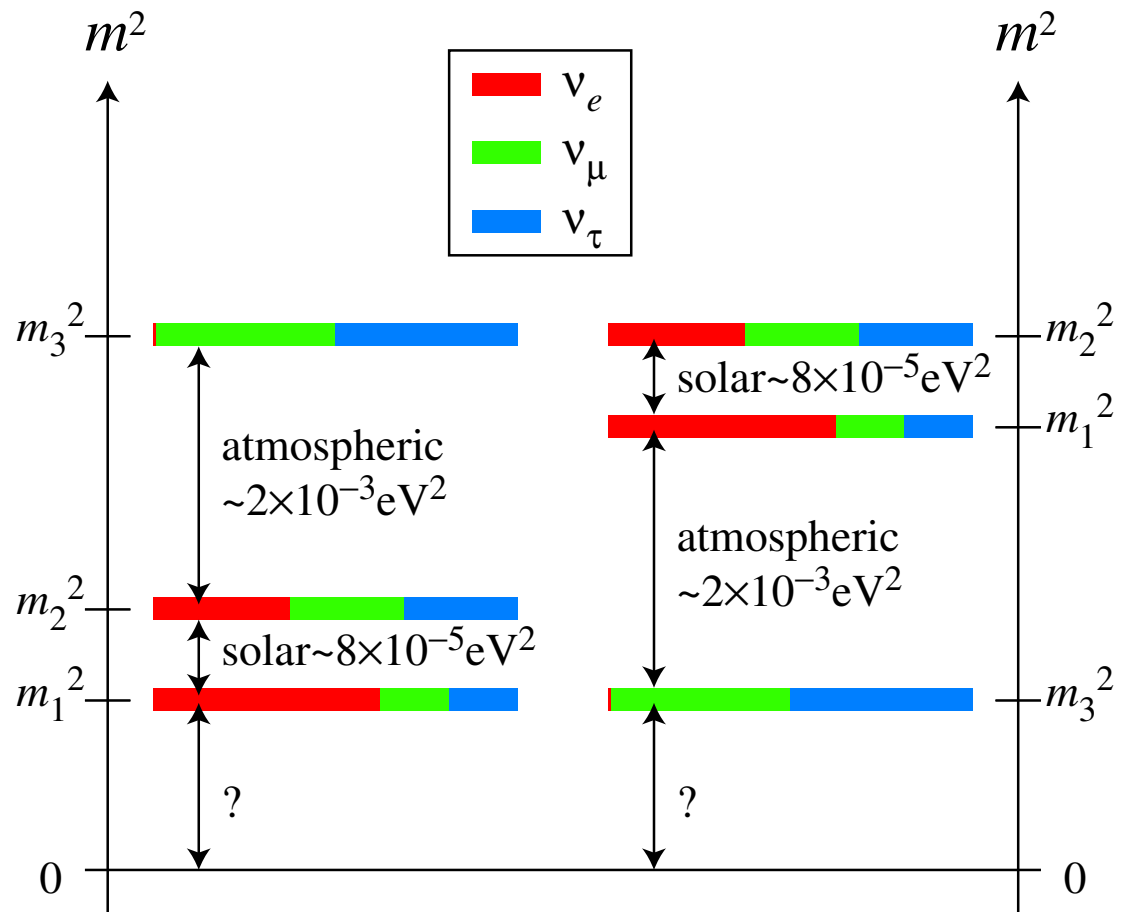 m²
m²
νe
νμ
ντ
m₃²
m₂²
solar~8×10⁻⁵eV²
m₁²
atmospheric
~2×10⁻³eV²
atmospheric
~2×10⁻³eV²
m₂²
solar~8×10⁻⁵eV²
m₁²
m₃²
?
?
0
0